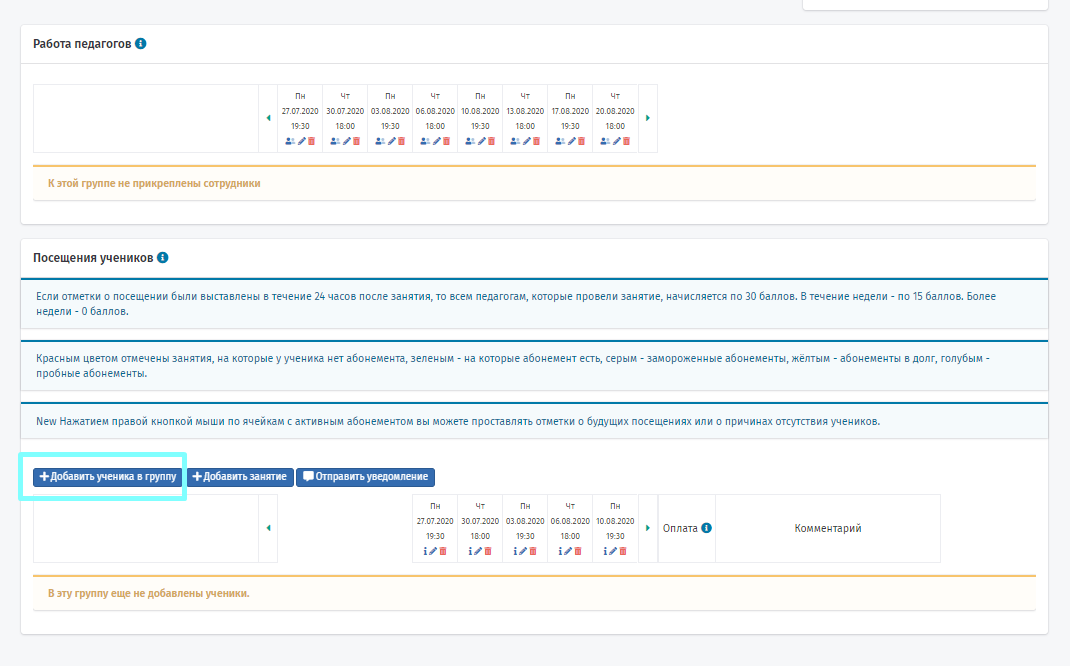 Работа педагогов
Пн Чт Пн Чт Пн Чт Пн Чт
27.07.2020 30.07.2020 03.08.2020 06.08.2020 10.08.2020 13.08.2020 17.08.2020 20.08.2020
19:30 18:00 19:30 18:00 19:30 18:00 19:30 18:00
К этой группе не прикреплены сотрудники
Посещения учеников
Если отметки о посещении были выставлены в течение 24 часов после занятия, то всем педагогам, которые провели занятие, начисляется по 30 баллов. В течение недели - по 15 баллов. Более
недели - 0 баллов.
Красным цветом отмечены занятия, на которые у ученика нет абонемента, зеленым - на которые абонемент есть, серым - замороженные абонементы, жёлтым - абонементы в долг, голубым -
пробные абонементы.
New Нажатием правой кнопкой мыши по ячейкам с активным абонементом вы можете проставлять отметки о будущих посещениях или о причинах отсутствия учеников.
Добавить ученика в группу Добавить занятие Отправить уведомление
Пн Чт Пн Чт Пн
27.07.2020 30.07.2020 03.08.2020 06.08.2020 10.08.2020
Оплата Комментарий
19:30 18:00 19:30 18:00 19:30
В эту группу еще не добавлены ученики.